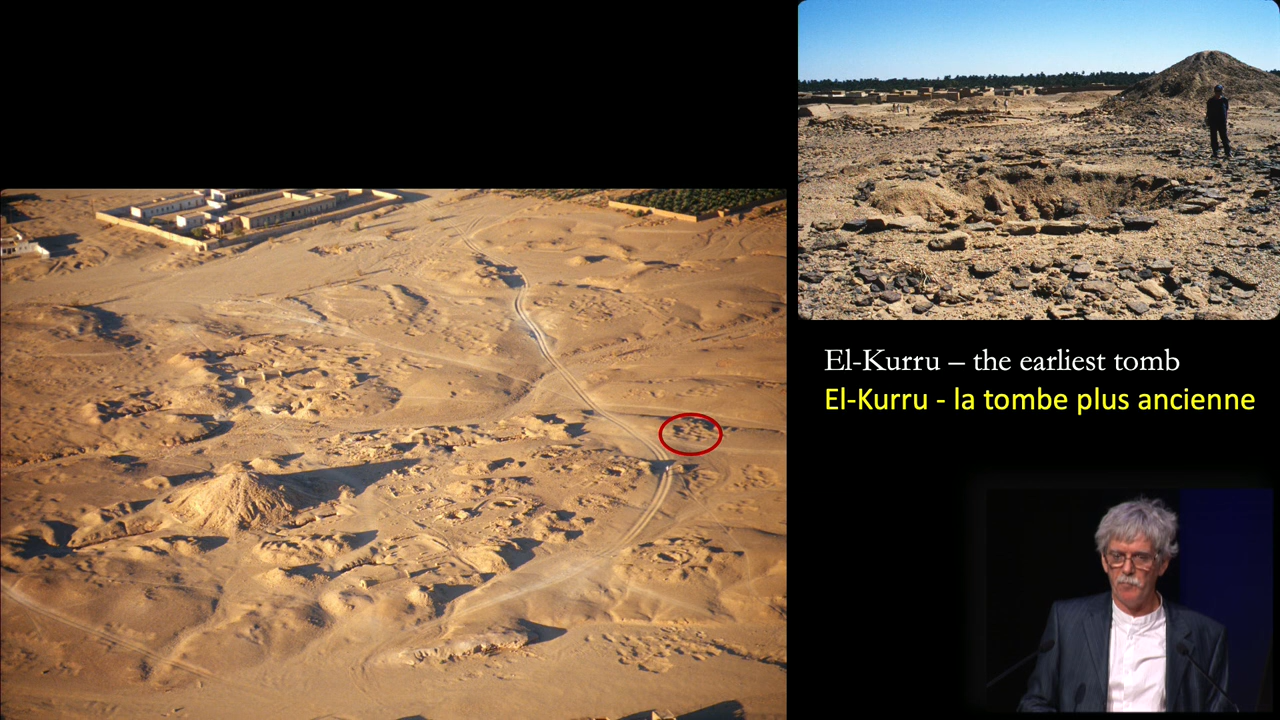 El-Kurru – the earliest tomb
El-Kurru - la tombe plus ancienne